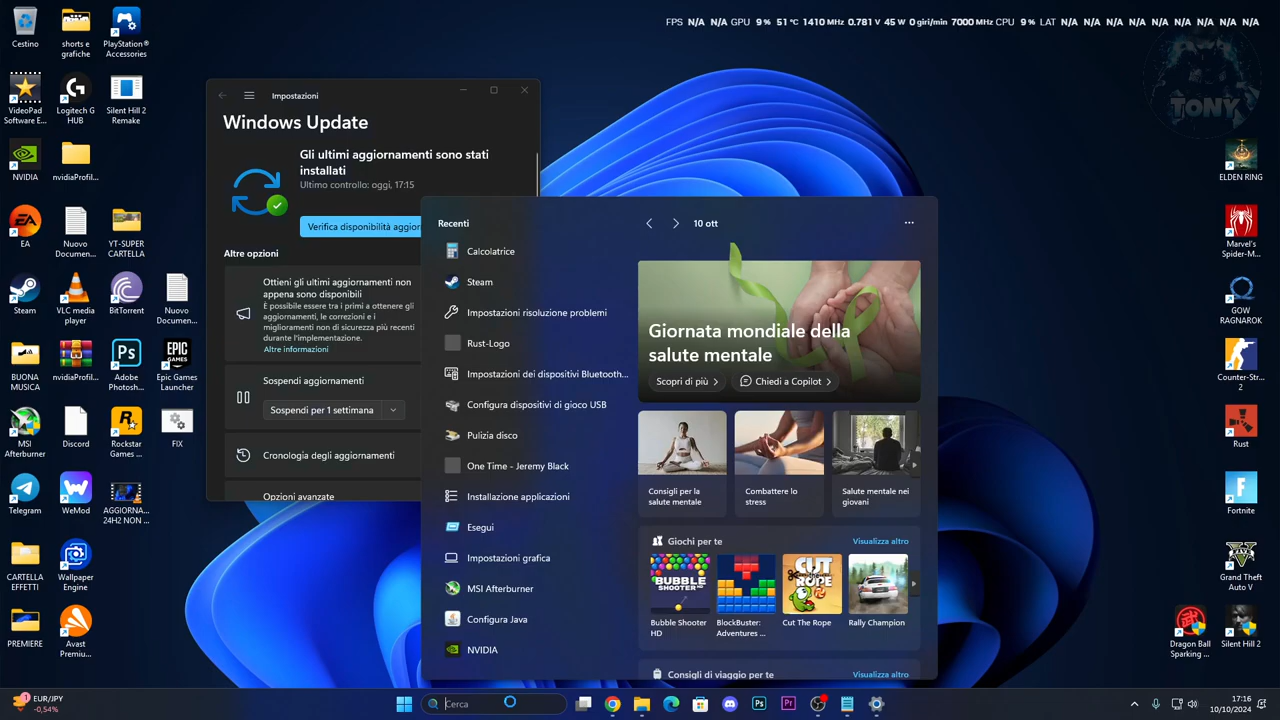 FPS N/A N/A GPU 9 % 51 °C 1410 MHz 0.781 V 45 W 0 giri/min 7000 MHz CPU 9 % LAT N/A N/A N/A N/A N/A N/A N/A N/A
TONY
Cestino
shorts e
grafiche
PlayStation®
Accessories
VideoPad
Software E...
Logitech G
HUB
Silent Hill 2
Remake
NVIDIA
nvidiaProfil...
EA
Nuovo
Documen...
YT-SUPER
CARTELLA
Steam
VLC media
player
BitTorrent
Nuovo
Documen...
BUONA
MUSICA
nvidiaProfil...
Adobe
Photosh...
Epic Games
Launcher
MSI
Afterburner
Discord
Rockstar
Games ...
FIX
Telegram
WeMod
AGGIORNA...
24H2 NON ...
CARTELLA
EFFETTI
Wallpaper
Engine
PREMIERE
Avast
Premiu...
Impostazioni
Windows Update
Gli ultimi aggiornamenti sono stati
installati
Ultimo controllo: oggi, 17:15
Verifica disponibilità aggior
Altre opzioni
Ottieni gli ultimi aggiornamenti non
appena sono disponibili
È possibile essere tra i primi a ottenere gli
aggiornamenti, le correzioni e i
miglioramenti non di sicurezza più recenti
durante l'implementazione.
Altre informazioni
Sospendi aggiornamenti
Sospendi per 1 settimana
Cronologia degli aggiornamenti
Opzioni avanzate
Recenti
Calcolatrice
Steam
Impostazioni risoluzione problemi
Rust-Logo
Impostazioni dei dispositivi Bluetooth...
Configura dispositivi di gioco USB
Pulizia disco
One Time - Jeremy Black
Installazione applicazioni
Esegui
Impostazioni grafica
MSI Afterburner
Configura Java
NVIDIA
10 ott
Giornata mondiale della
salute mentale
Scopri di più
Chiedi a Copilot
Consigli per la
salute mentale
Combattere lo
stress
Salute mentale nei
giovani
Giochi per te
Visualizza altro
BUBBLE
SHOOTER HD
CUT
THE
ROPE
Bubble Shooter
HD
BlockBuster:
Adventures ...
Cut The Rope
Rally Champion
Consigli di viaggio per te
Visualizza altro
ELDEN RING
Marvel's
Spider-M...
GOW
RAGNAROK
Counter-Str...
2
Rust
Fortnite
Grand Theft
Auto V
Dragon Ball
Sparking ...
Silent Hill 2
EUR/JPY
-0,54%
Cerca
17:16
10/10/2024